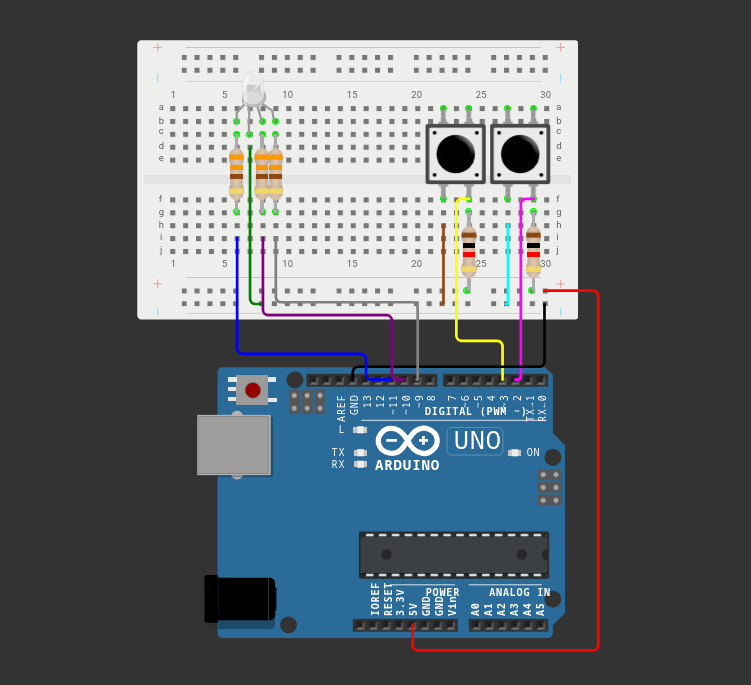 1 5 10 15 20 25 30
a a
b b
c c
d d
e e
f f
g g
h h
i i
j j
1 5 10 15 20 25 30
AREF GND 13 12 ~11 ~10 ~9 8 7 ~6 ~5 4 ~3 2 TX→1 RX←0
DIGITAL (PWM ~)
L
TX
RX
UNO
ARDUINO
ON
POWER
ANALOG IN
IOREF RESET 3.3V 5V GND GND Vin A0 A1 A2 A3 A4 A5